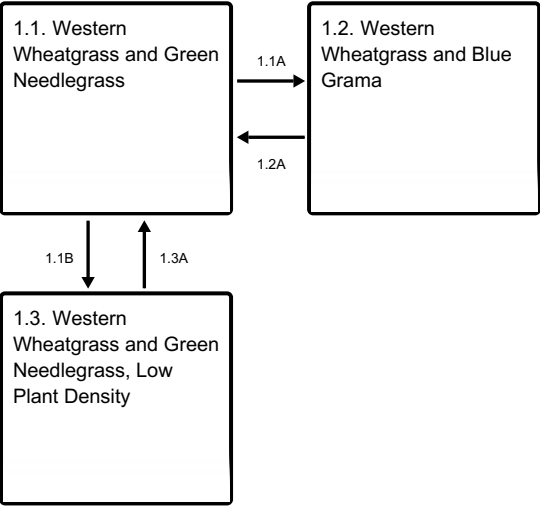 1.1. Western
Wheatgrass and Green
Needlegrass
1.1A
1.2. Western
Wheatgrass and Blue
Grama
1.2A
1.1B
1.3A
1.3. Western
Wheatgrass and Green
Needlegrass, Low
Plant Density